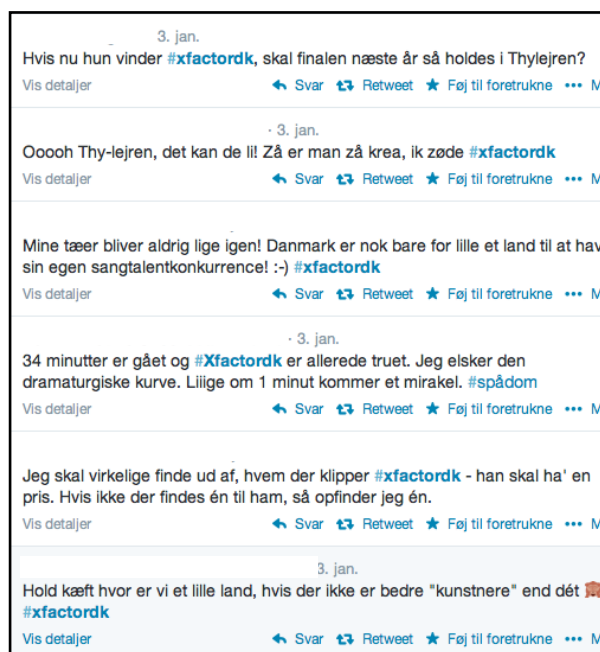 3. jan.
Hvis nu hun vinder #xfactordk, skal finalen næste år så holdes i Thylejren?
Vis detaljer Svar Retweet Føj til foretrukne M
· 3. jan.
Ooooh Thy-lejren, det kan de li! Zå er man zå krea, ik zøde #xfactordk
Vis detaljer Svar Retweet Føj til foretrukne M
Mine tæer bliver aldrig lige igen! Danmark er nok bare for lille et land til at hav
sin egen sangtalentkonkurrence! :-) #xfactordk
Vis detaljer Svar Retweet Føj til foretrukne M
· 3. jan.
34 minutter er gået og #Xfactordk er allerede truet. Jeg elsker den
dramaturgiske kurve. Liiige om 1 minut kommer et mirakel. #spådom
Vis detaljer Svar Retweet Føj til foretrukne M
Jeg skal virkelige finde ud af, hvem der klipper #xfactordk - han skal ha' en
pris. Hvis ikke der findes én til ham, så opfinder jeg én.
Vis detaljer Svar Retweet Føj til foretrukne M
3. jan.
Hold kæft hvor er vi et lille land, hvis der ikke er bedre "kunstnere" end dét 🙈
#xfactordk
Vis detaljer Svar Retweet Føj til foretrukne M